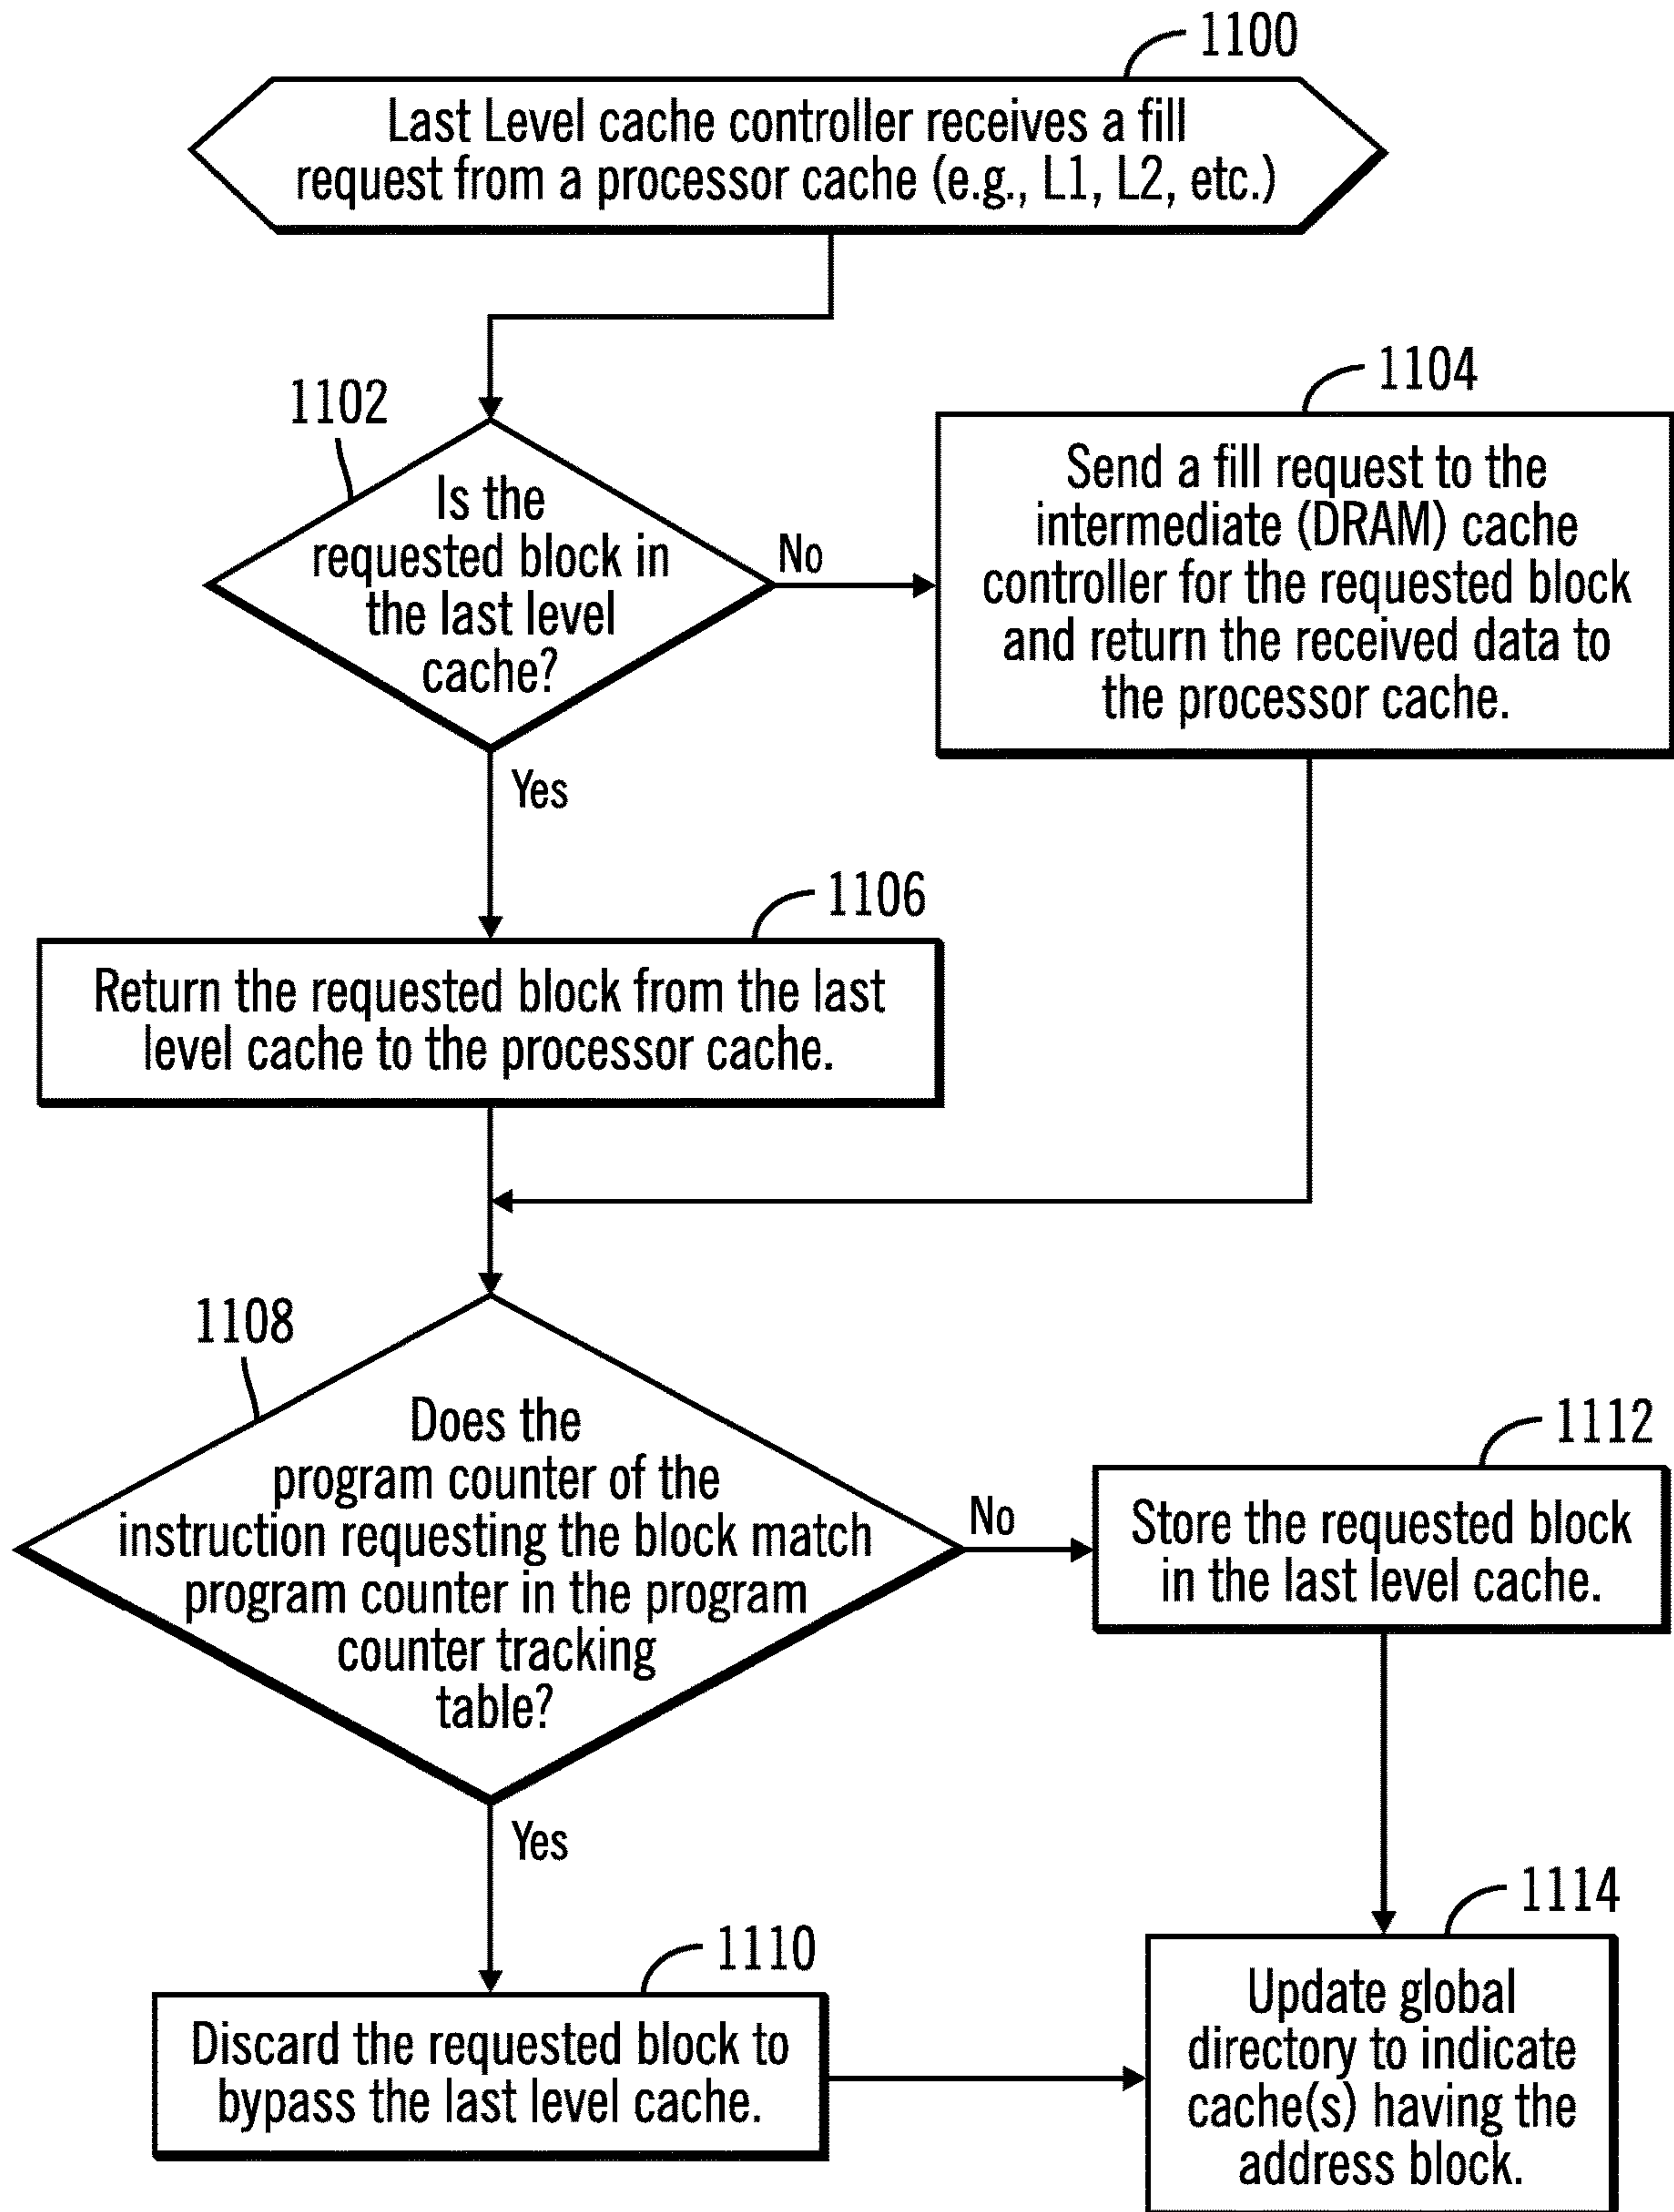 1100
Last Level cache controller receives a fill
request from a processor cache (e.g., L1, L2, etc.)
1102
Is the
requested block in
the last level
cache?
No
Yes
1104
Send a fill request to the
intermediate (DRAM) cache
controller for the requested block
and return the received data to
the processor cache.
1106
Return the requested block from the last
level cache to the processor cache.
1108
Does the
program counter of the
instruction requesting the block match
program counter in the program
counter tracking
table?
No
Yes
1112
Store the requested block
in the last level cache.
1110
Discard the requested block to
bypass the last level cache.
1114
Update global
directory to indicate
cache(s) having the
address block.